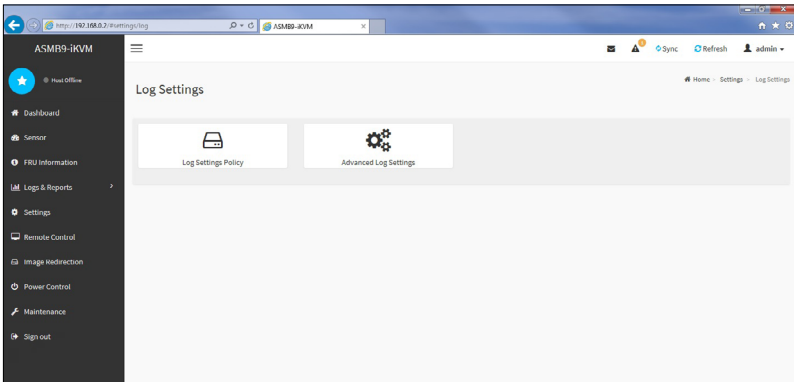 http://192.168.0.2/#settings/log
ASMB9-iKVM
ASMB9-iKVM
Sync
Refresh
admin
Host Offline
Home - Settings - Log Settings
Log Settings
Dashboard
Sensor
FRU Information
Logs & Reports
Settings
Remote Control
Image Redirection
Power Control
Maintenance
Sign out
Log Settings Policy
Advanced Log Settings